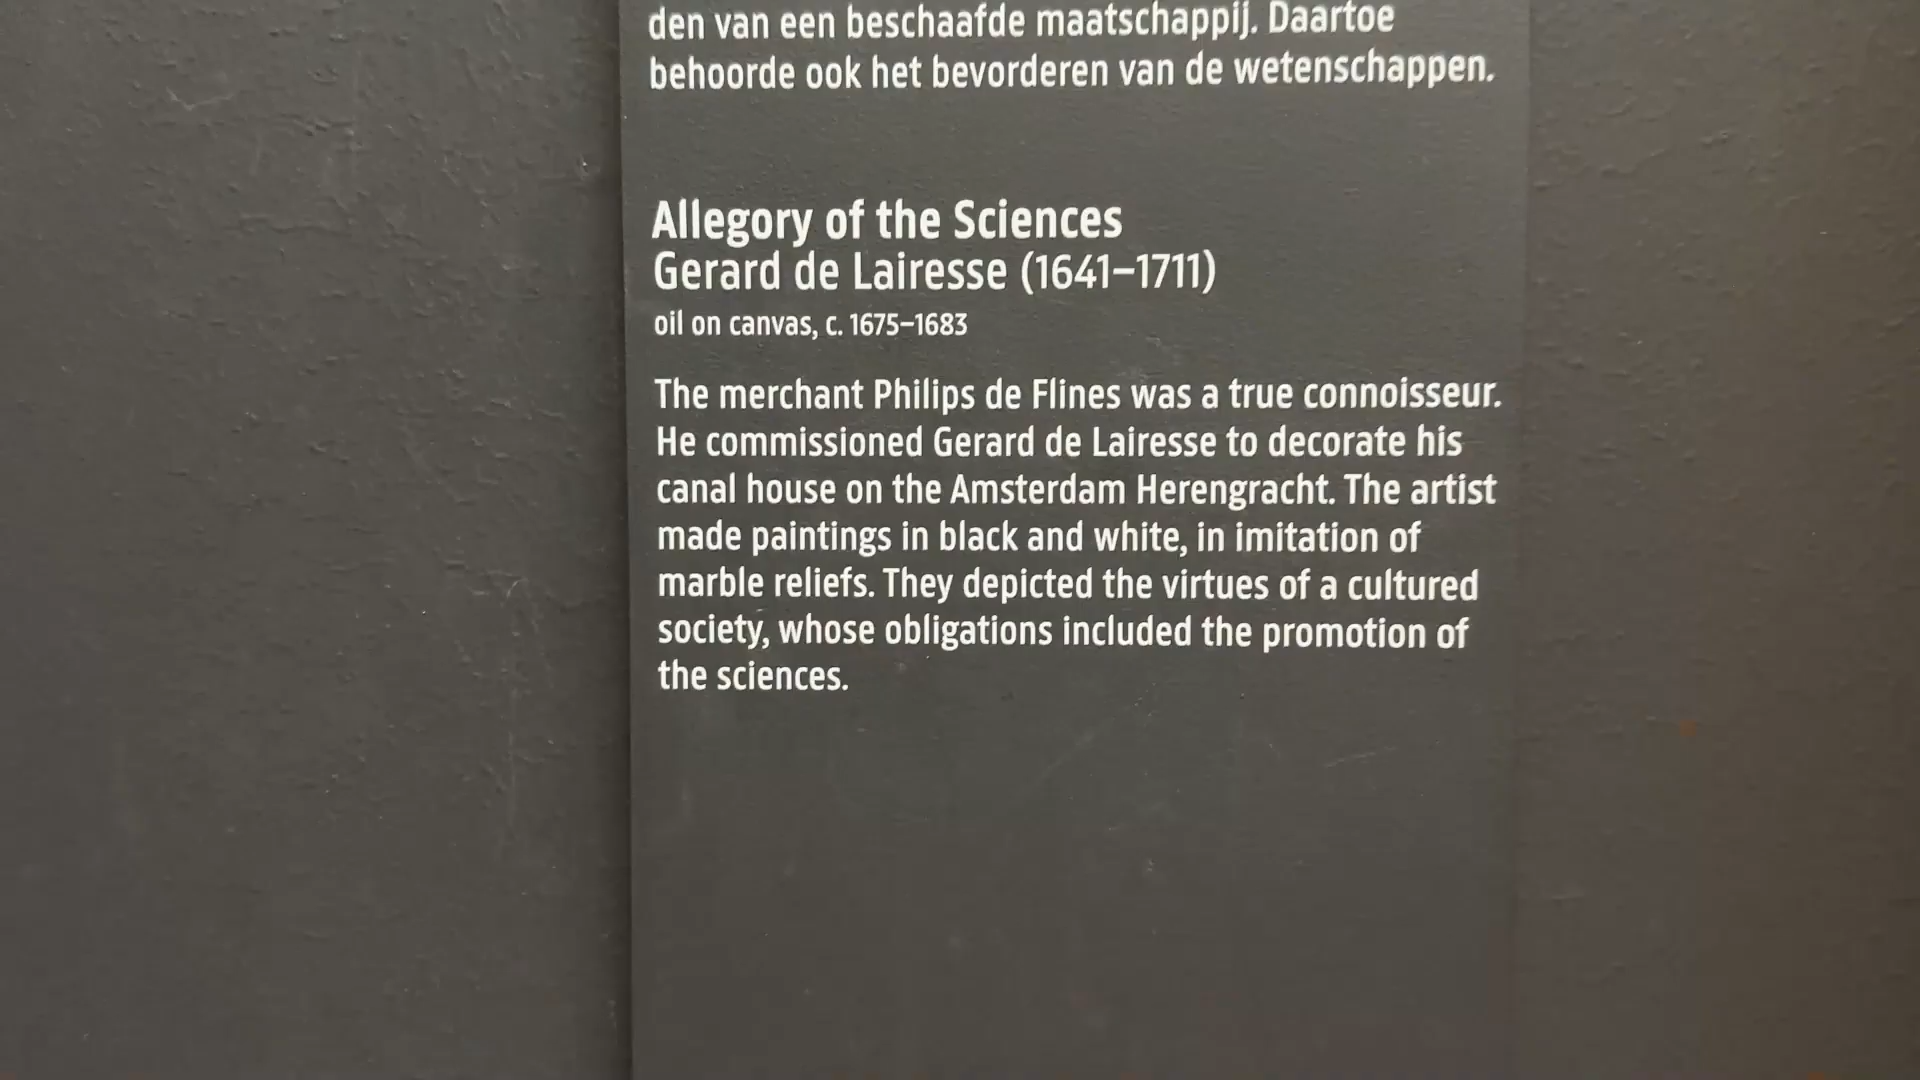 den van een beschaafde maatschappij. Daartoe
behoorde ook het bevorderen van de wetenschappen.
Allegory of the Sciences
Gerard de Lairesse (1641–1711)
oil on canvas, c. 1675–1683
The merchant Philips de Flines was a true connoisseur.
He commissioned Gerard de Lairesse to decorate his
canal house on the Amsterdam Herengracht. The artist
made paintings in black and white, in imitation of
marble reliefs. They depicted the virtues of a cultured
society, whose obligations included the promotion of
the sciences.